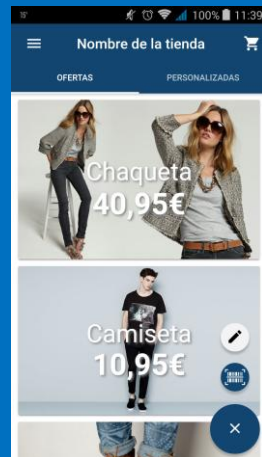 100% 11:39
Nombre de la tienda
OFERTAS PERSONALIZADAS
Chaqueta
40,95€
Camiseta
10,95€